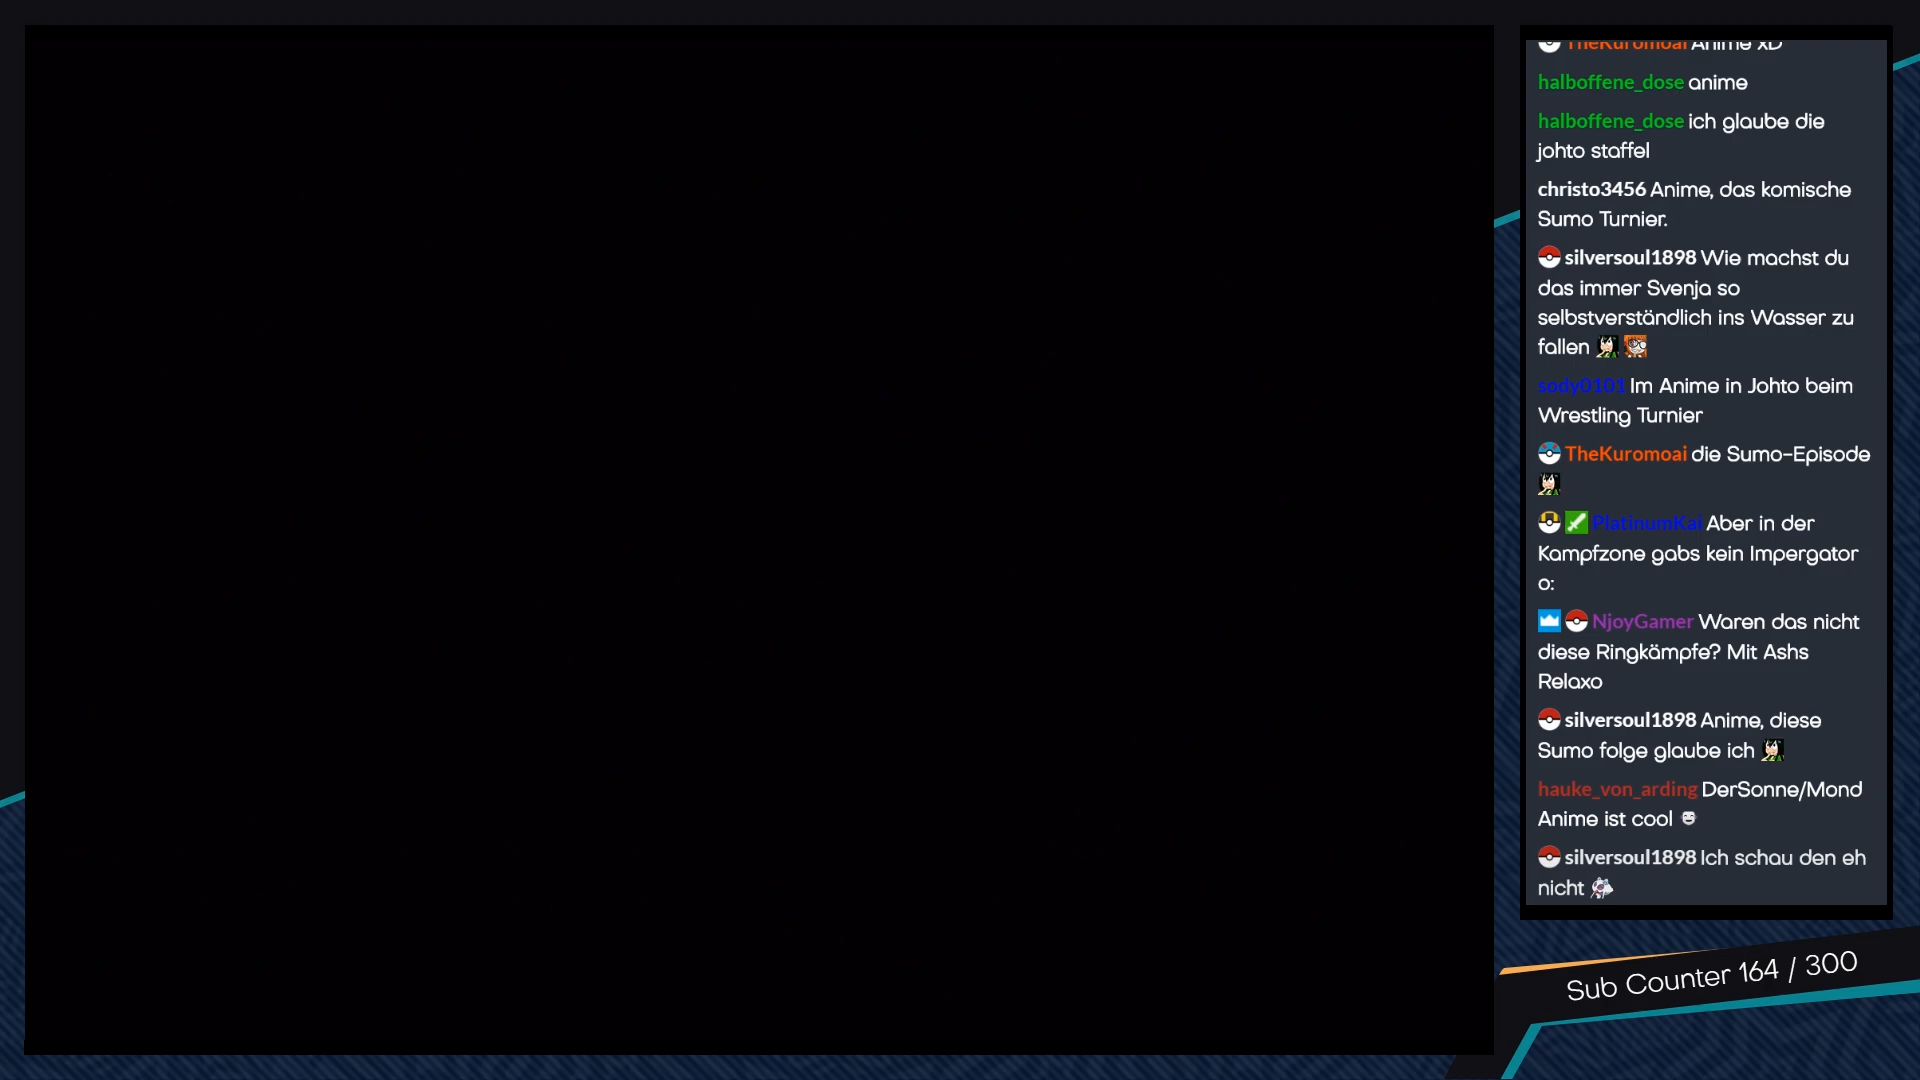 TheKuromoai Anime xD
halboffene_dose anime
halboffene_dose ich glaube die
johto staffel
christo3456 Anime, das komische
Sumo Turnier.
silversoul1898 Wie machst du
das immer Svenja so
selbstverständlich ins Wasser zu
fallen
sody0101 Im Anime in Johto beim
Wrestling Turnier
TheKuromoai die Sumo-Episode
PlatinumKai Aber in der
Kampfzone gabs kein Impergator
o:
NjoyGamer Waren das nicht
diese Ringkämpfe? Mit Ashs
Relaxo
silversoul1898 Anime, diese
Sumo folge glaube ich
hauke_von_arding DerSonne/Mond
Anime ist cool
silversoul1898 Ich schau den eh
nicht
Sub Counter 164 / 300